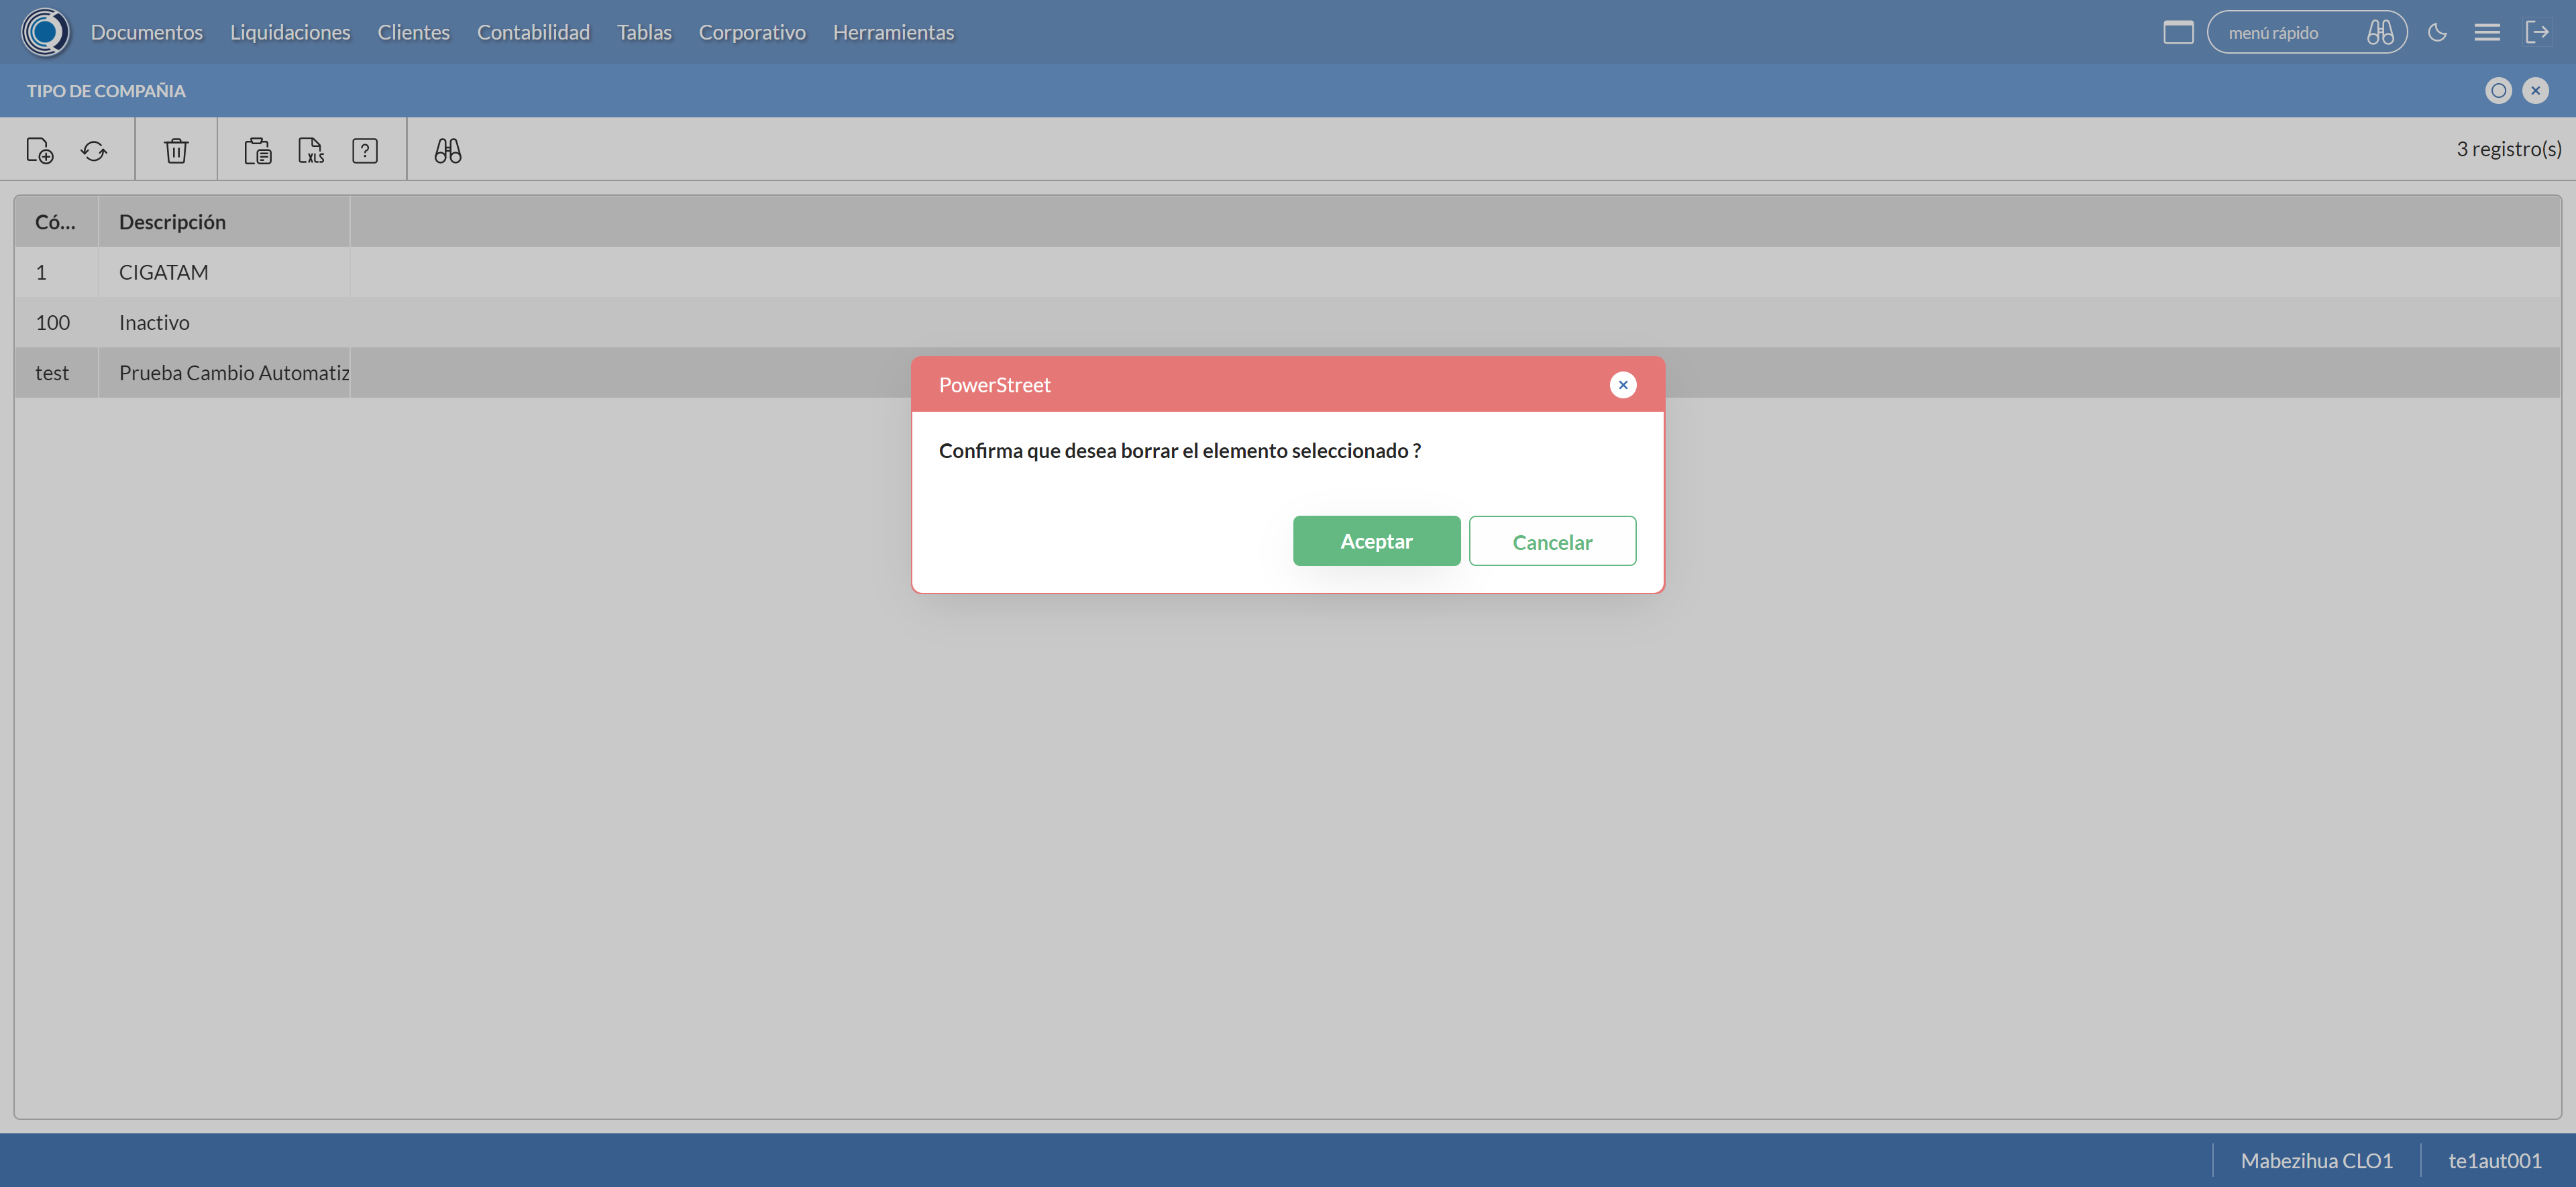 Documentos Liquidaciones Clientes Contabilidad Tablas Corporativo Herramientas menú rápido
TIPO DE COMPAÑIA
XLS ? 3 registro(s)
Có... Descripción
1 CIGATAM
100 Inactivo
test Prueba Cambio Automatiz
PowerStreet
Confirma que desea borrar el elemento seleccionado ?
Aceptar Cancelar
Mabezihua CLO1 te1aut001